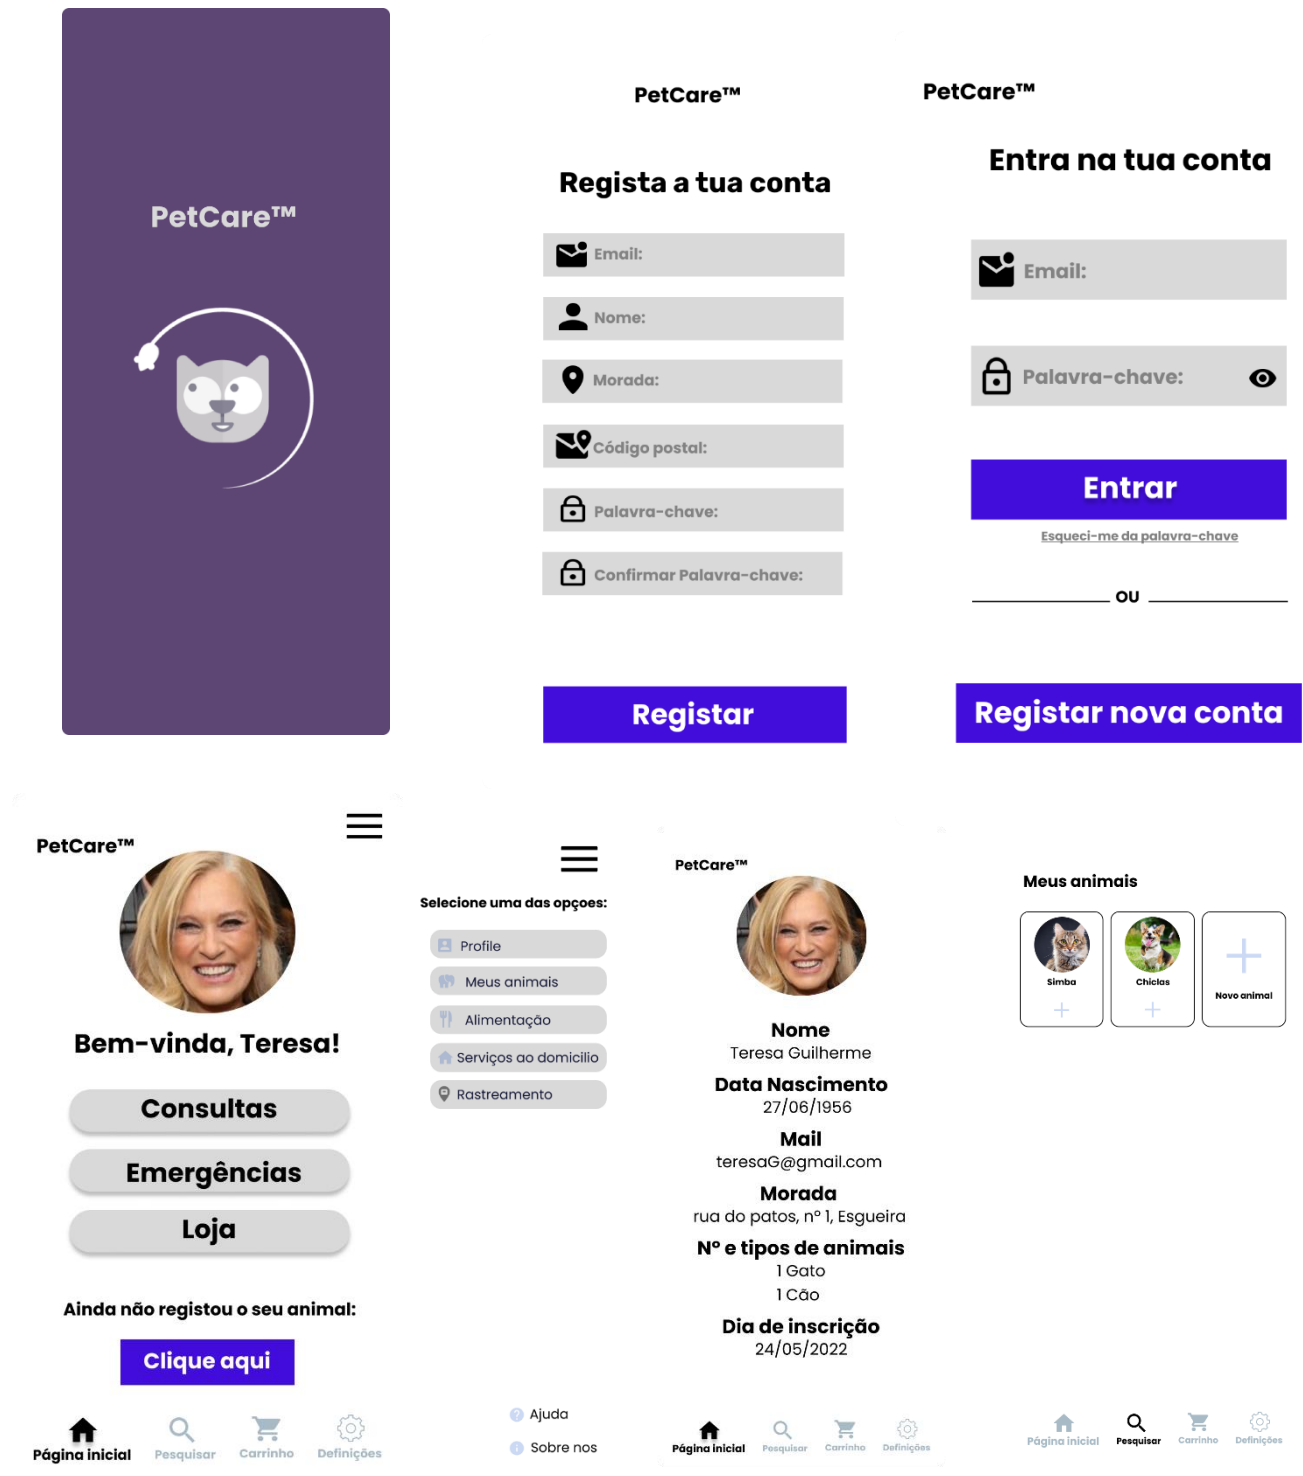 PetCare™
PetCare™
Regista a tua conta
Email:
Nome:
Morada:
Código postal:
Palavra-chave:
Confirmar Palavra-chave:
Registar
PetCare™
Entra na tua conta
Email:
Palavra-chave:
Entrar
Esqueci-me da palavra-chave
OU
Registar nova conta
PetCare™
Bem-vinda, Teresa!
Consultas
Emergências
Loja
Ainda não registou o seu animal:
Clique aqui
Página inicial
Pesquisar
Carrinho
Definições
Selecione uma das opçoes:
Profile
Meus animais
Alimentação
Serviços ao domicilio
Rastreamento
Ajuda
Sobre nos
PetCare™
Nome
Teresa Guilherme
Data Nascimento
27/06/1956
Mail
teresaG@gmail.com
Morada
rua do patos, nº 1, Esgueira
Nº e tipos de animais
1 Gato
1 Cão
Dia de inscrição
24/05/2022
Página inicial
Pesquisar
Carrinho
Definições
Meus animais
Simba
Chiclas
Novo animal
Página inicial
Pesquisar
Carrinho
Definições